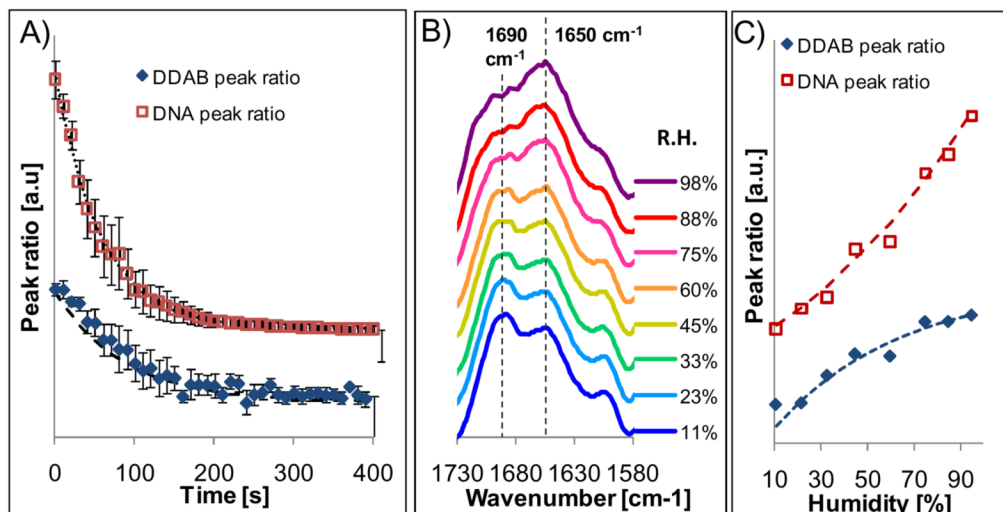 A)
DDAB peak ratio
DNA peak ratio
Peak ratio [a.u]
0 100 200 300 400
Time [s]
B)
1690 cm-1
1650 cm-1
R.H.
98%
88%
75%
60%
45%
33%
23%
11%
1730 1680 1630 1580
Wavenumber [cm-1]
C)
DDAB peak ratio
DNA peak ratio
Peak ratio [a.u.]
10 30 50 70 90
Humidity [%]